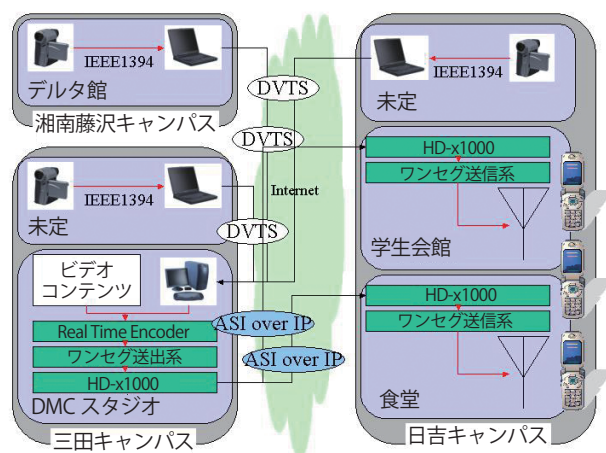 IEEE1394
デルタ館
湘南藤沢キャンパス
IEEE1394
未定
ビデオ
コンテンツ
Real Time Encoder
ワンセグ送出系
HD-x1000
DMC スタジオ
三田キャンパス
DVTS
DVTS
Internet
DVTS
ASI over IP
ASI over IP
IEEE1394
未定
HD-x1000
ワンセグ送信系
学生会館
HD-x1000
ワンセグ送信系
食堂
日吉キャンパス